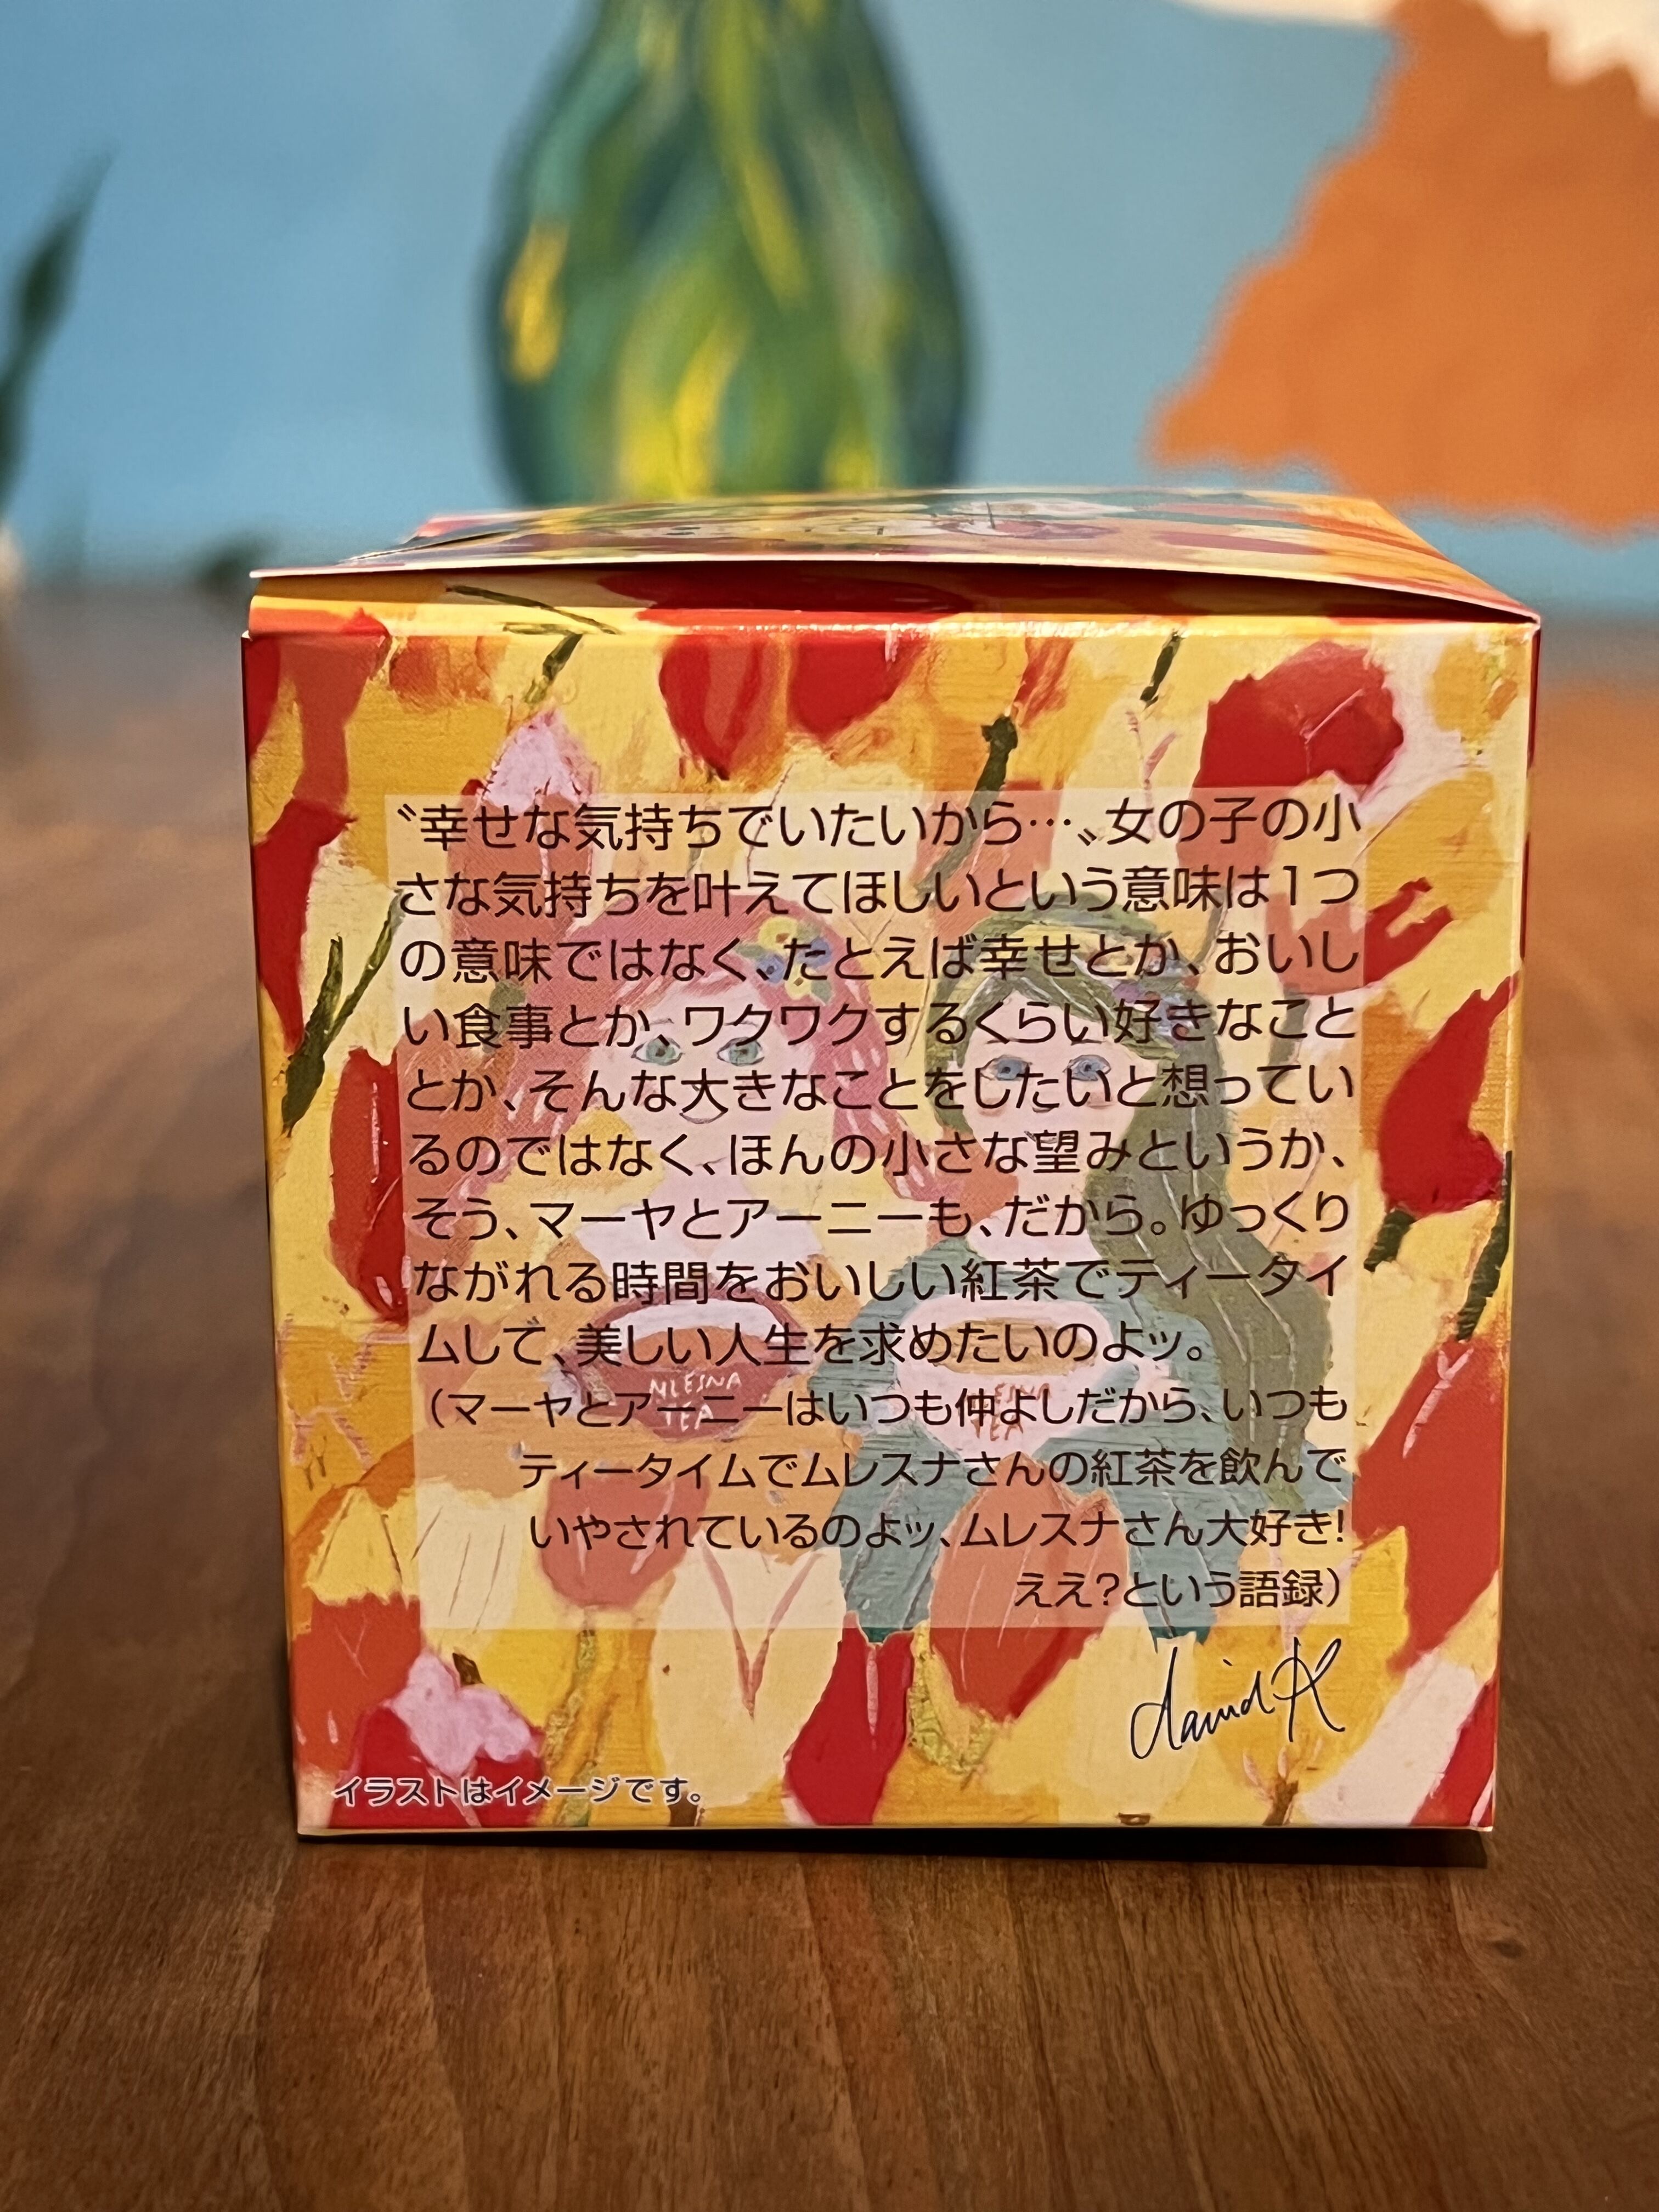 〝幸せな気持ちでいたいから…〟女の子の小
さな気持ちを叶えてほしいという意味は1つ
の意味ではなく、たとえば幸せとか、おいし
い食事とか、ワクワクするくらい好きなこと
とか、そんな大きなことをしたいと想ってい
るのではなく、ほんの小さな望みというか、
そう、マーヤとアーニーも、だから。ゆっくり
ながれる時間をおいしい紅茶でティータイ
ムして、美しい人生を求めたいのよッ。
(マーヤとアーニーはいつも仲よしだから、いつも
ティータイムでムレスナさんの紅茶を飲んで
いやされているのよッ、ムレスナさん大好き!
ええ?という語録)
david K
イラストはイメージです。
MLESNA
TEA
MLESNA
TEA